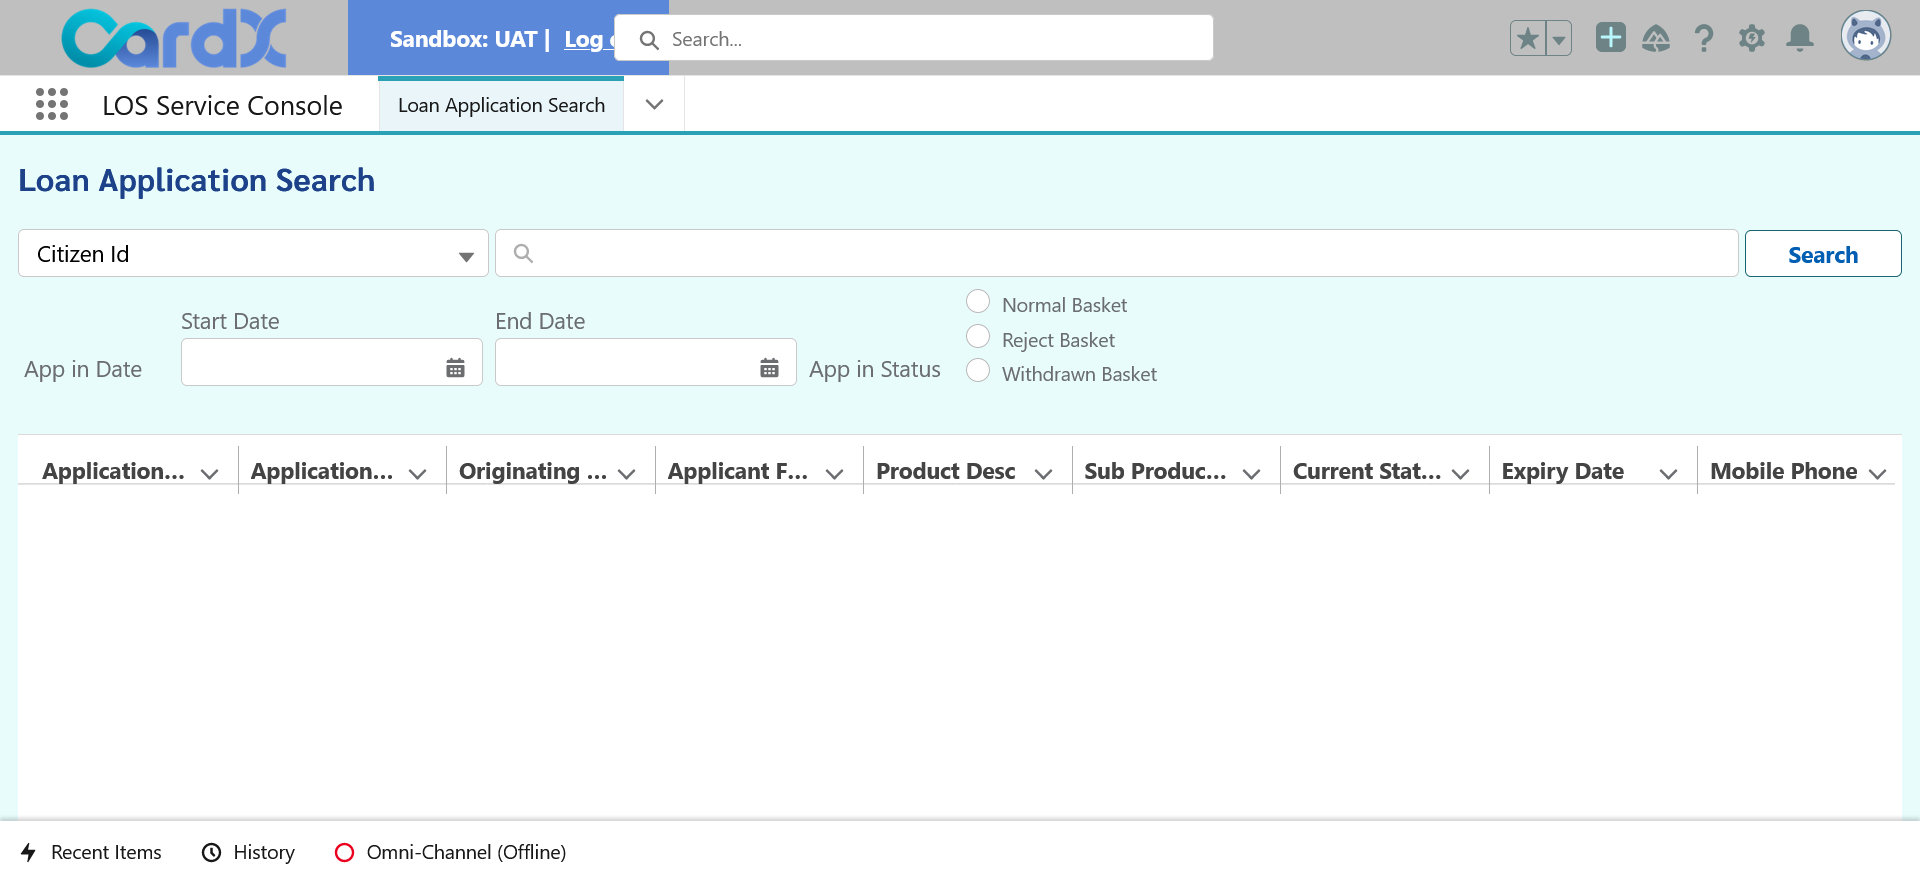 CardX
Sandbox: UAT | Log
Search...
LOS Service Console
Loan Application Search
Loan Application Search
Citizen Id
Search
Start Date
End Date
App in Date
App in Status
Normal Basket
Reject Basket
Withdrawn Basket
Application... Application... Originating ... Applicant F... Product Desc Sub Produc... Current Stat... Expiry Date Mobile Phone
Recent Items History Omni-Channel (Offline)